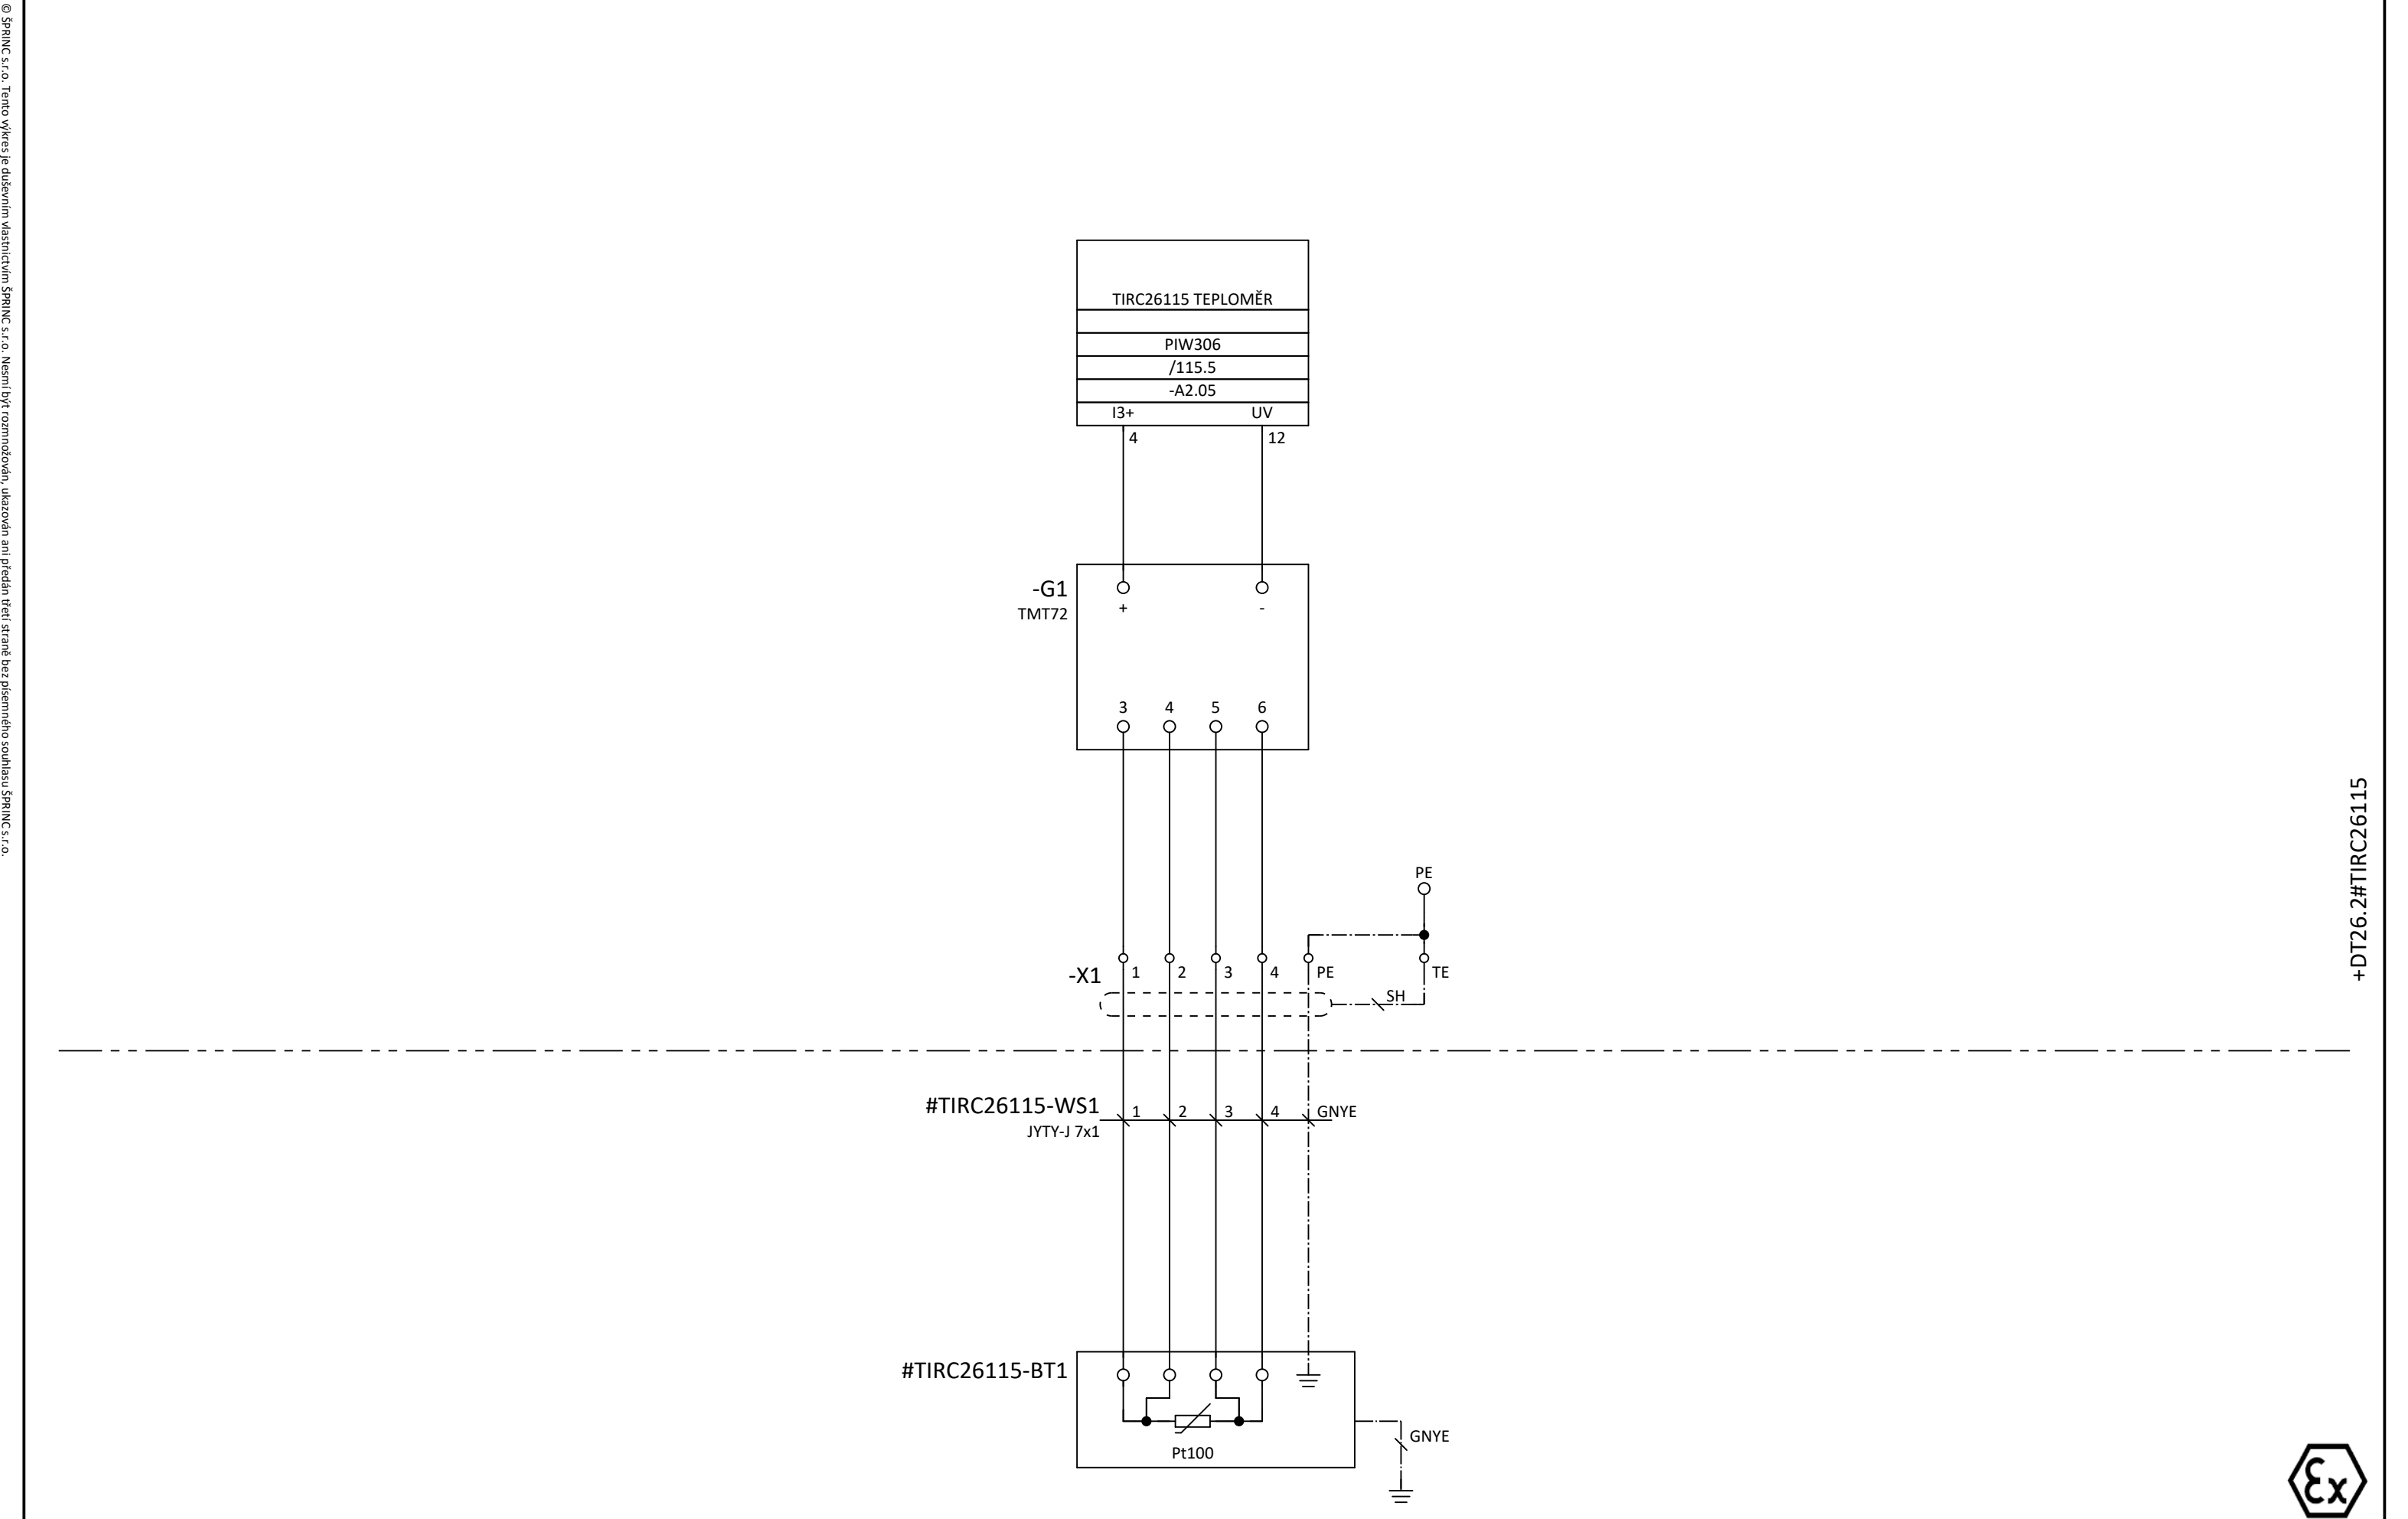 © ŠPRINC s.r.o. Tento výkres je duševním vlastnictvím ŠPRINC s.r.o. Nesmí být rozmnožován, ukazován ani předán třetí straně bez písemného souhlasu ŠPRINC s.r.o.
TIRC26115 TEPLOMĚR
PIW306
/115.5
-A2.05
I3+ UV
4 12
-G1
TMT72
+ -
3 4 5 6
PE
-X1
1 2 3 4 PE TE
SH
+DT26.2#TIRC26115
#TIRC26115-WS1
JYTY-J 7x1
1 2 3 4 GNYE
#TIRC26115-BT1
Pt100
GNYE
Ex